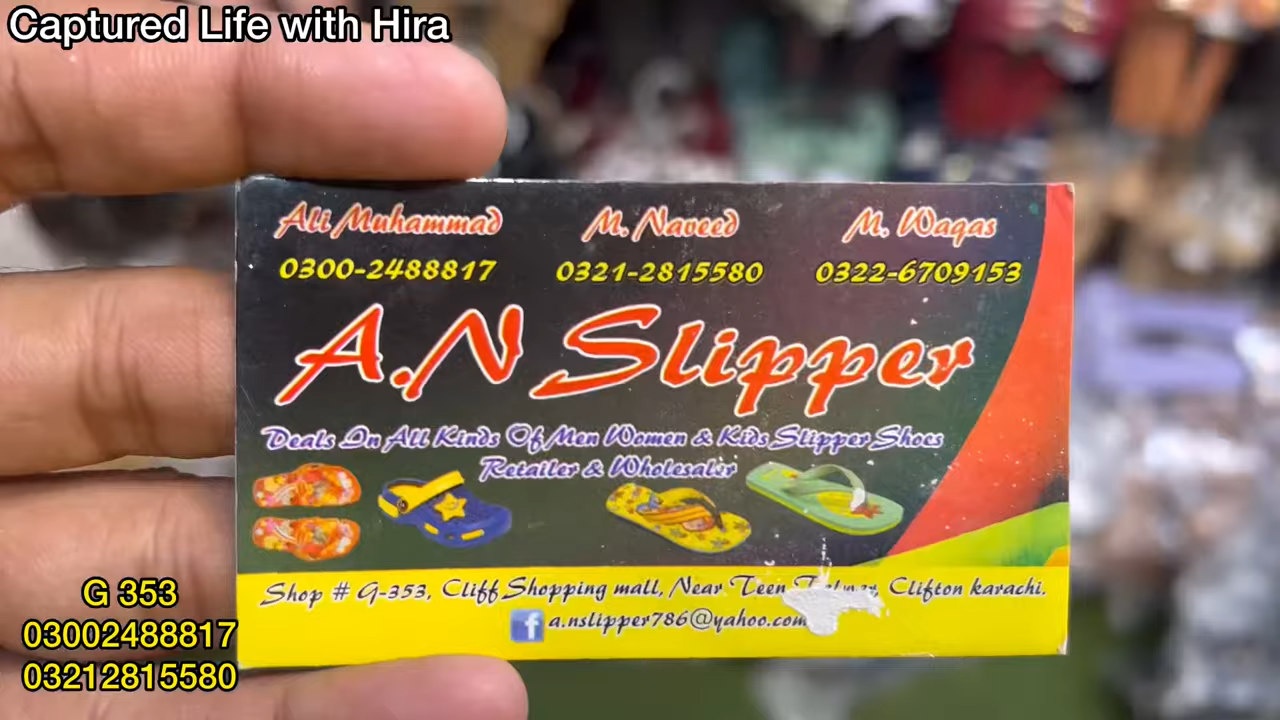 Captured Life with Hira
Ali Muhammad M. Naveed M. Waqas
0300-2488817 0321-2815580 0322-6709153
A.N Slipper
Deals In All Kinds Of Men Women & Kids Slipper Shoes
Retailer & Wholesaler
Shop # G-353, Cliff Shopping mall, Near Teen Clifton karachi.
f a.nslipper786@yahoo.com
G 353
03002488817
03212815580